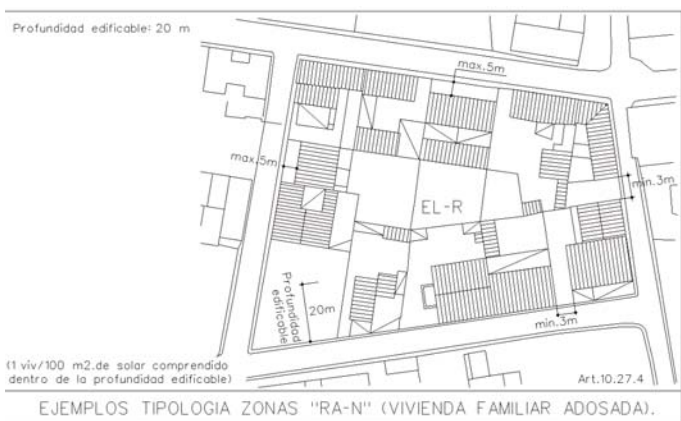 Profundidad edificable: 20 m
max.5m
max.5m
min.3m
EL-R
Profundidad
edificable
20m
min.3m
(1 viv/100 m2.de solar comprendido
dentro de la profundidad edificable)
Art.10.27.4
EJEMPLOS TIPOLOGIA ZONAS "RA-N" (VIVIENDA FAMILIAR ADOSADA).